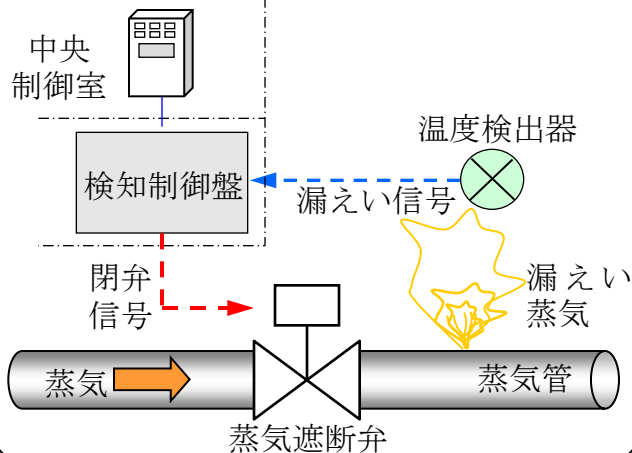 中央
制御室
温度検出器
検知制御盤
漏えい信号
閉弁
信号
漏えい
蒸気
蒸気
蒸気管
蒸気遮断弁